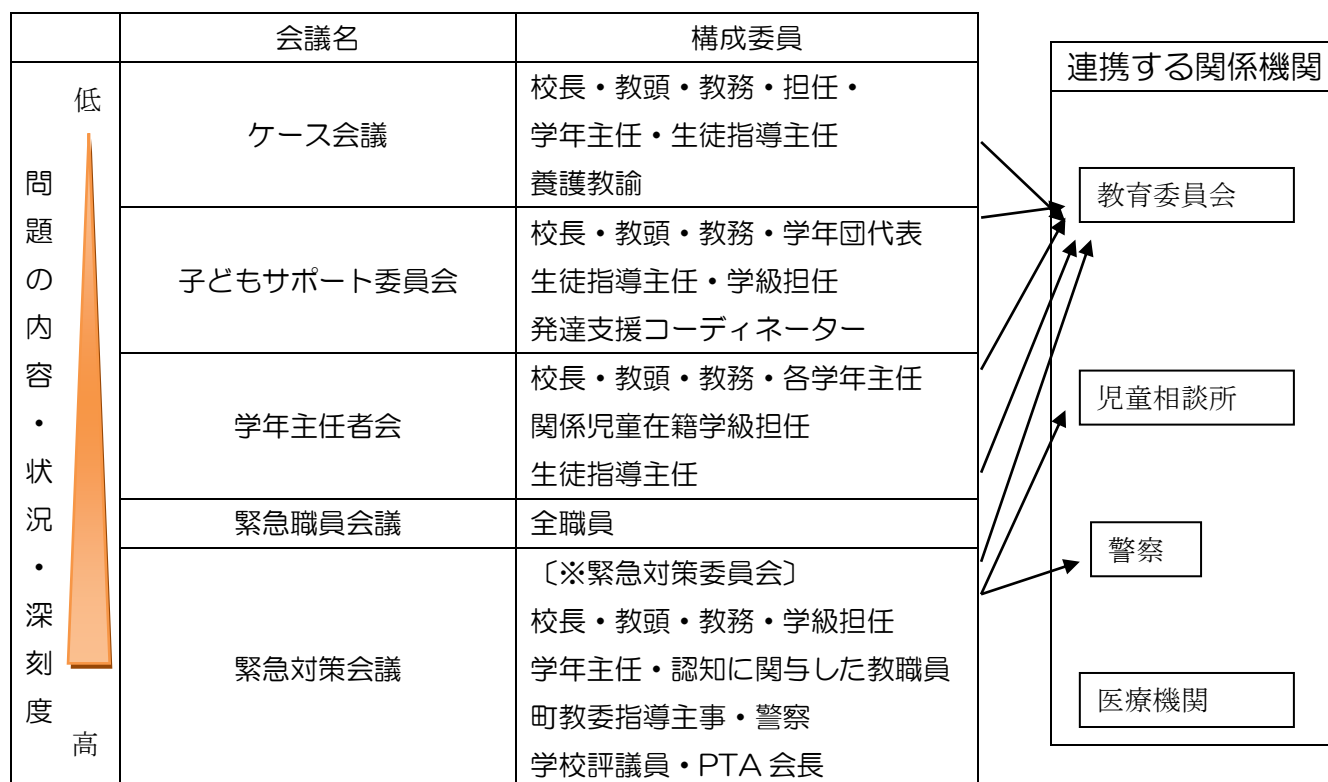 会議名
構成委員
連携する関係機関
問題の内容・状況・深刻度
低
高
ケース会議
校長・教頭・教務・担任・
学年主任・生徒指導主任
養護教諭
子どもサポート委員会
校長・教頭・教務・学年団代表
生徒指導主任・学級担任
発達支援コーディネーター
学年主任者会
校長・教頭・教務・各学年主任
関係児童在籍学級担任
生徒指導主任
緊急職員会議
全職員
緊急対策会議
〔※緊急対策委員会〕
校長・教頭・教務・学級担任
学年主任・認知に関与した教職員
町教委指導主事・警察
学校評議員・PTA 会長
教育委員会
児童相談所
警察
医療機関